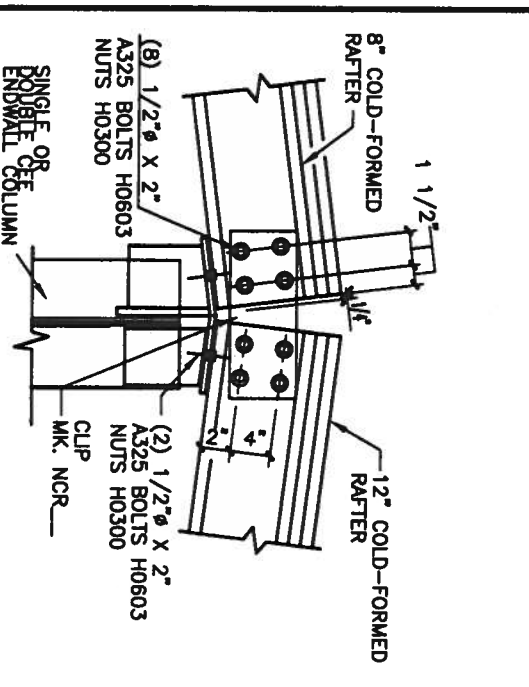 8" COLD-FORMED
RAFTER
1 1/2"
1/4"
12" COLD-FORMED
RAFTER
(8) 1/2"ø X 2"
A325 BOLTS H0603
NUTS H0300
2"
4"
(2) 1/2"ø X 2"
A325 BOLTS H0603
NUTS H0300
CLIP
MK. NCR__
SINGLE OR
DOUBLE CEE
ENDWALL COLUMN